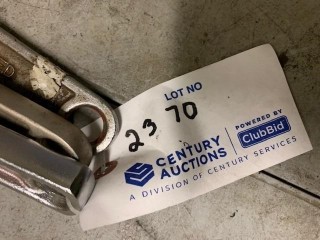 LOT NO
23 70
CENTURY
AUCTIONS
A DIVISION OF CENTURY SERVICES
POWERED BY
ClubBid